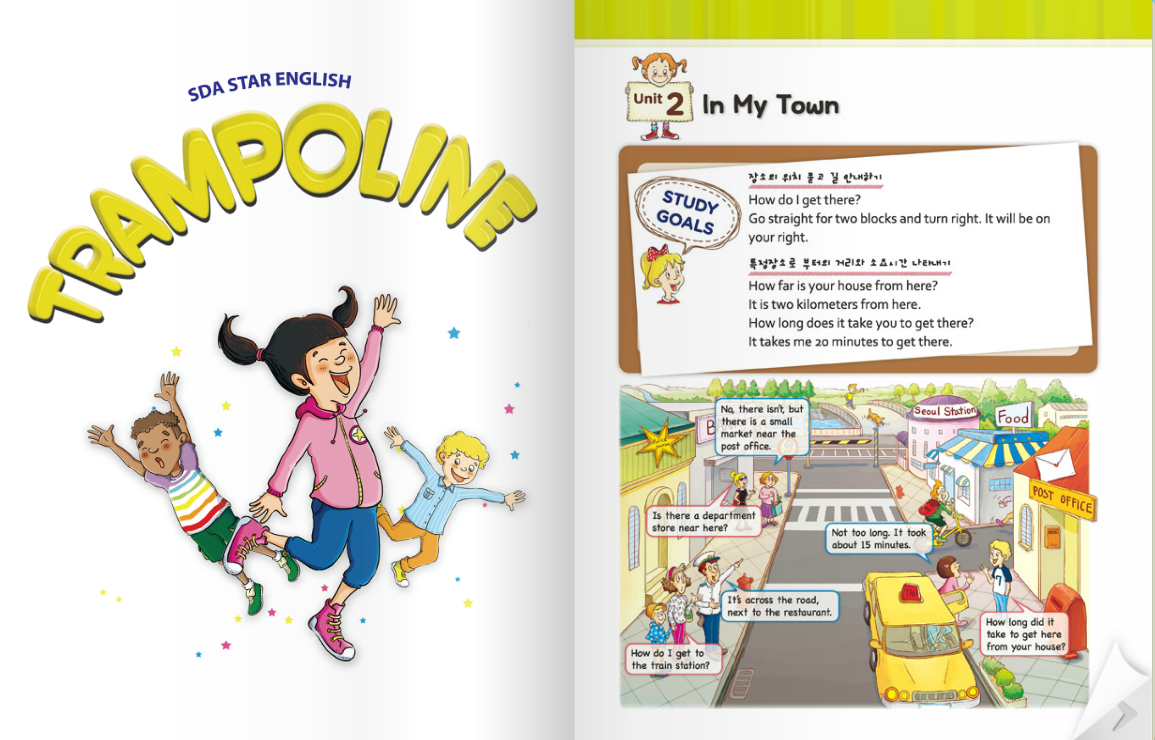 SDA STAR ENGLISH
TRAMPOLINE
Unit 2 In My Town
STUDY
GOALS
장소의 위치 묻고 길 안내하기
How do I get there?
Go straight for two blocks and turn right. It will be on
your right.
특정장소로 부터의 거리와 소요시간 나타내기
How far is your house from here?
It is two kilometers from here.
How long does it take you to get there?
It takes me 20 minutes to get there.
No, there isn't, but
there is a small
market near the
post office.
Seoul Station
Food
POST OFFICE
Is there a department
store near here?
Not too long. It took
about 15 minutes.
It's across the road,
next to the restaurant.
How do I get to
the train station?
How long did it
take to get here
from your house?
7